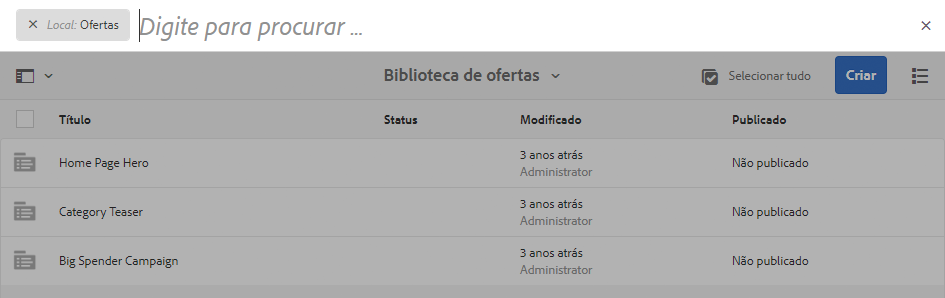 × Local: Ofertas Digite para procurar ... ×
Biblioteca de ofertas Selecionar tudo Criar
Título Status Modificado Publicado
Home Page Hero 3 anos atrás Não publicado
Administrator
Category Teaser 3 anos atrás Não publicado
Administrator
Big Spender Campaign 3 anos atrás Não publicado
Administrator